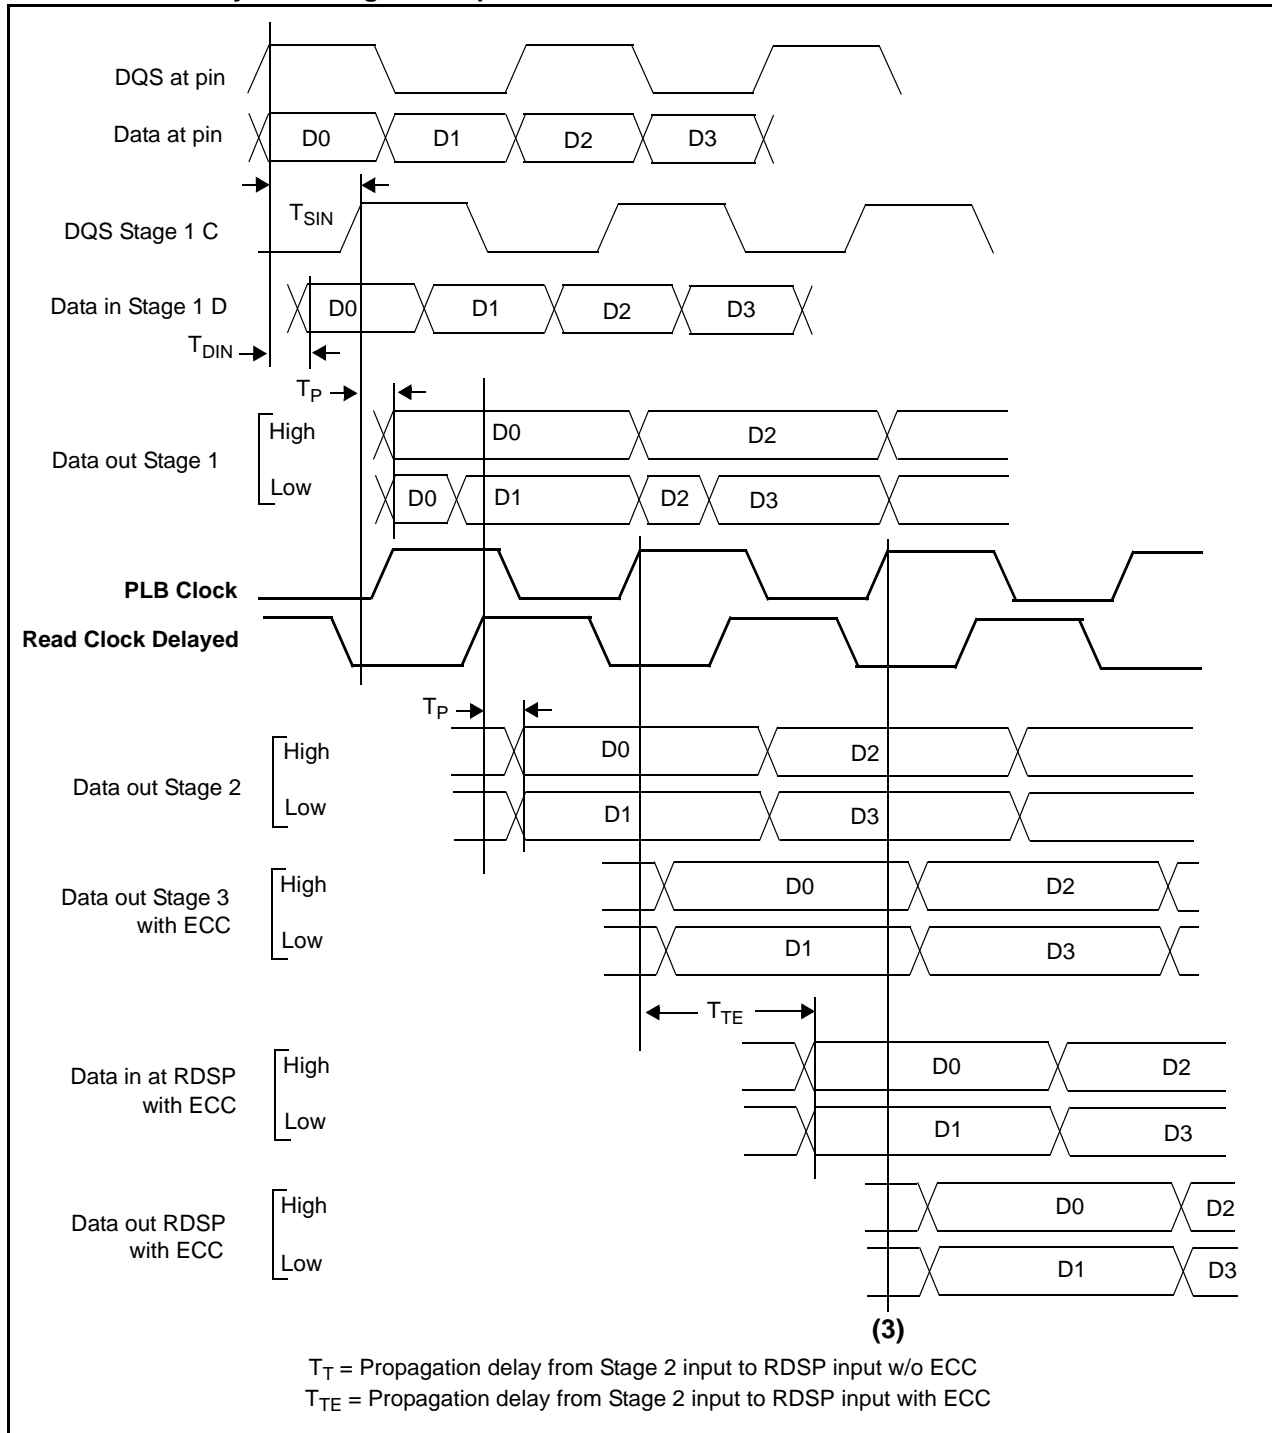 DQS at pin
Data at pin
D0 D1 D2 D3
TSIN
DQS Stage 1 C
Data in Stage 1 D
D0 D1 D2 D3
TDIN
TP
High
D0 D2
Data out Stage 1
Low
D0 D1 D2 D3
PLB Clock
Read Clock Delayed
TP
High
D0 D2
Data out Stage 2
Low
D1 D3
High
D0 D2
Data out Stage 3
with ECC
Low
D1 D3
TTE
High
D0 D2
Data in at RDSP
with ECC
Low
D1 D3
High
D0 D2
Data out RDSP
with ECC
Low
D1 D3
(3)
TT = Propagation delay from Stage 2 input to RDSP input w/o ECC
TTE = Propagation delay from Stage 2 input to RDSP input with ECC